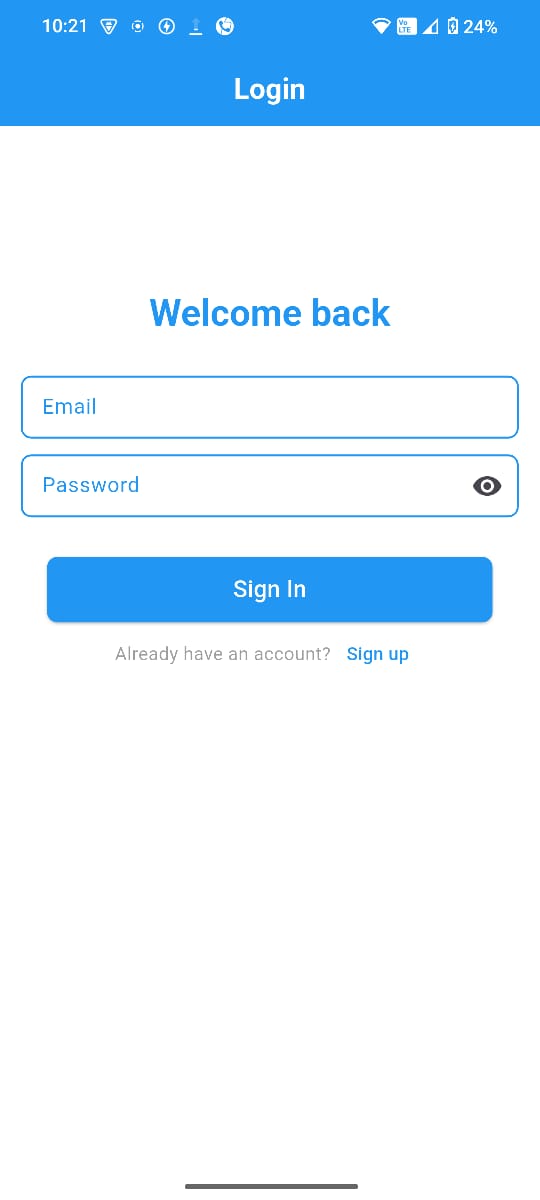 10:21 Vo LTE 24%
Login
Welcome back
Email
Password
Sign In
Already have an account? Sign up